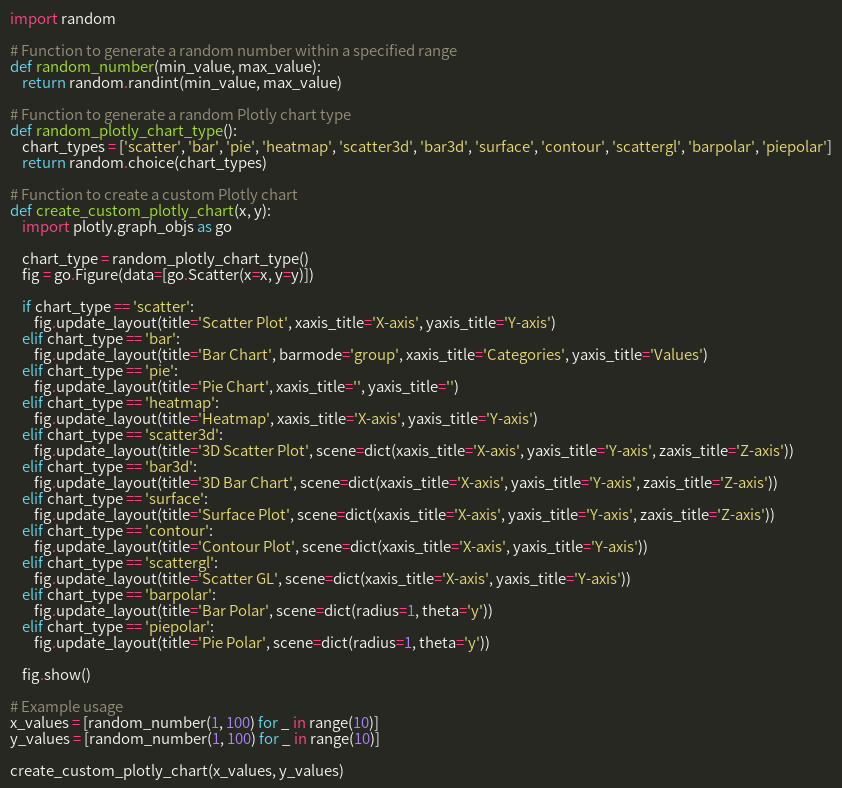 import random

# Function to generate a random number within a specified range
def random_number(min_value, max_value):
    return random.randint(min_value, max_value)

# Function to generate a random Plotly chart type
def random_plotly_chart_type():
    chart_types = ['scatter', 'bar', 'pie', 'heatmap', 'scatter3d', 'bar3d', 'surface', 'contour', 'scattergl', 'barpolar', 'piepolar']
    return random.choice(chart_types)

# Function to create a custom Plotly chart
def create_custom_plotly_chart(x, y):
    import plotly.graph_objs as go

    chart_type = random_plotly_chart_type()
    fig = go.Figure(data=[go.Scatter(x=x, y=y)])

    if chart_type == 'scatter':
        fig.update_layout(title='Scatter Plot', xaxis_title='X-axis', yaxis_title='Y-axis')
    elif chart_type == 'bar':
        fig.update_layout(title='Bar Chart', barmode='group', xaxis_title='Categories', yaxis_title='Values')
    elif chart_type == 'pie':
        fig.update_layout(title='Pie Chart', xaxis_title='', yaxis_title='')
    elif chart_type == 'heatmap':
        fig.update_layout(title='Heatmap', xaxis_title='X-axis', yaxis_title='Y-axis')
    elif chart_type == 'scatter3d':
        fig.update_layout(title='3D Scatter Plot', scene=dict(xaxis_title='X-axis', yaxis_title='Y-axis', zaxis_title='Z-axis'))
    elif chart_type == 'bar3d':
        fig.update_layout(title='3D Bar Chart', scene=dict(xaxis_title='X-axis', yaxis_title='Y-axis', zaxis_title='Z-axis'))
    elif chart_type == 'surface':
        fig.update_layout(title='Surface Plot', scene=dict(xaxis_title='X-axis', yaxis_title='Y-axis', zaxis_title='Z-axis'))
    elif chart_type == 'contour':
        fig.update_layout(title='Contour Plot', scene=dict(xaxis_title='X-axis', yaxis_title='Y-axis'))
    elif chart_type == 'scattergl':
        fig.update_layout(title='Scatter GL', scene=dict(xaxis_title='X-axis', yaxis_title='Y-axis'))
    elif chart_type == 'barpolar':
        fig.update_layout(title='Bar Polar', scene=dict(radius=1, theta='y'))
    elif chart_type == 'piepolar':
        fig.update_layout(title='Pie Polar', scene=dict(radius=1, theta='y'))

    fig.show()

# Example usage
x_values = [random_number(1, 100) for _ in range(10)]
y_values = [random_number(1, 100) for _ in range(10)]

create_custom_plotly_chart(x_values, y_values)